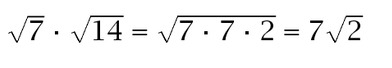 √7 · √14 = √7 · 7 · 2 = 7√2